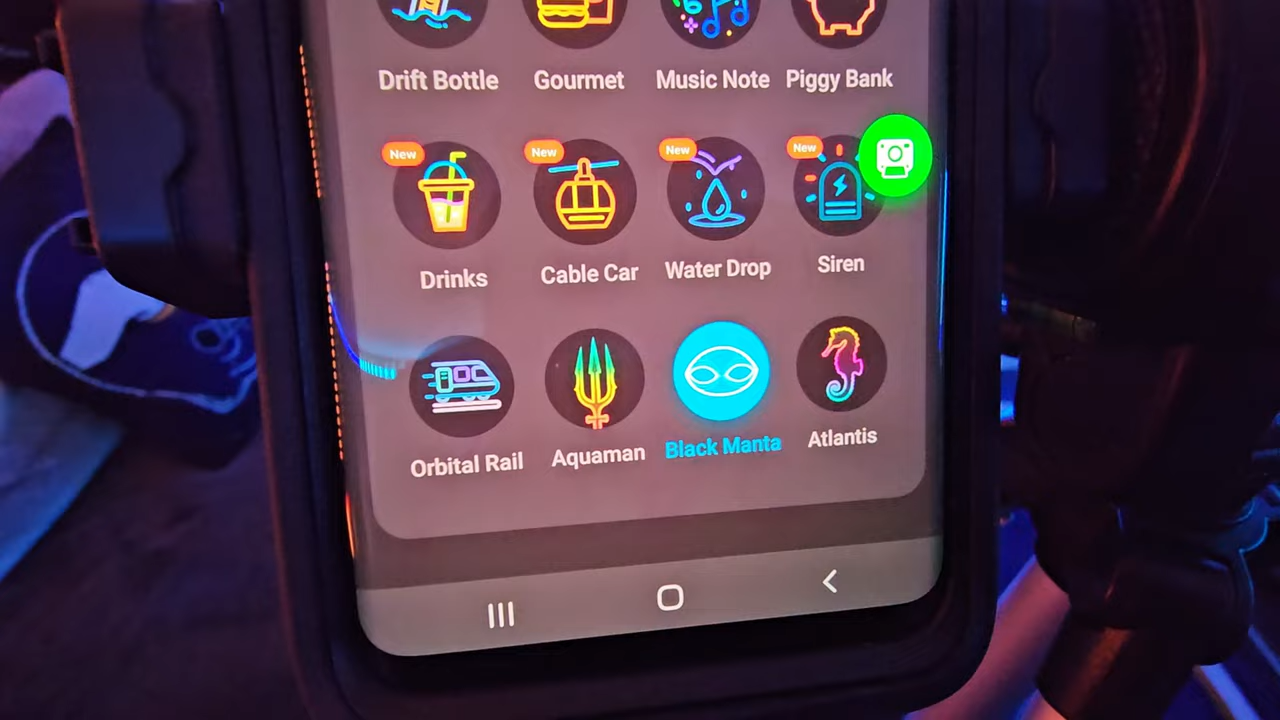 Drift Bottle Gourmet Music Note Piggy Bank
New New New New
Drinks Cable Car Water Drop Siren
Orbital Rail Aquaman Black Manta Atlantis